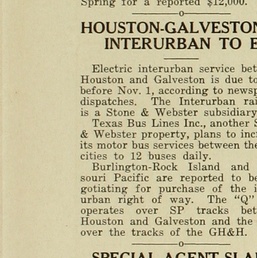 Spring for a reported $12,000.
HOUSTON-GALVESTON
INTERURBAN TO E
Electric interurban service bet
Houston and Galveston is due to
before Nov. 1, according to newsp
dispatches. The Interurban rai
is a Stone & Webster subsidiary
Texas Bus Lines Inc., another S
& Webster property, plans to incr
its motor bus services between the
cities to 12 buses daily.
Burlington-Rock Island and
souri Pacific are reported to be
gotiating for purchase of the i
urban right of way. The "Q"
operates over SP tracks bet
Houston and Galveston and the
over the tracks of the GH&H.
SPECIAL AGENT SLA